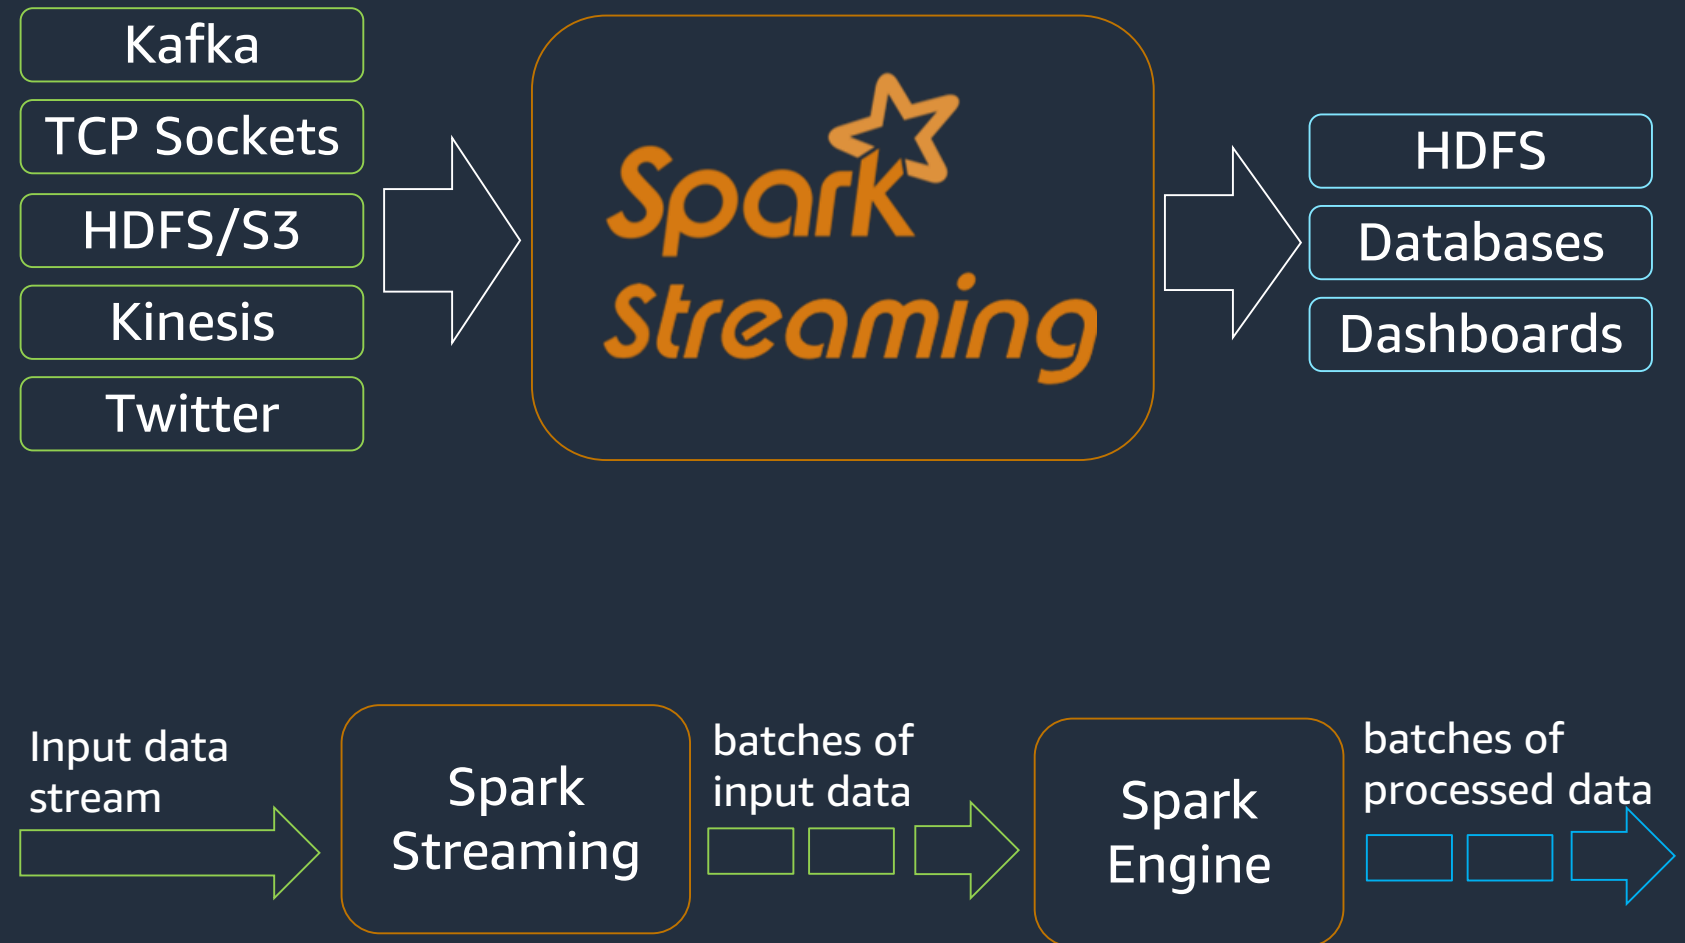 Kafka
TCP Sockets
HDFS/S3
Kinesis
Twitter
Spark
Streaming
HDFS
Databases
Dashboards
Input data
stream
Spark
Streaming
batches of
input data
Spark
Engine
batches of
processed data